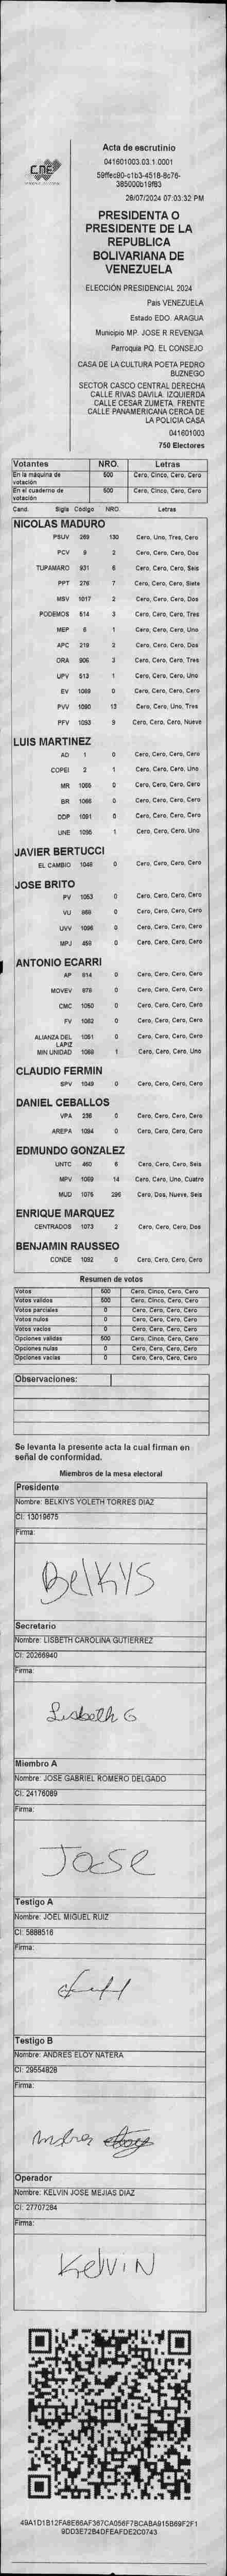 CNE
Acta de escrutinio
041601003.03.1.0001
59ffec90-c1b3-4518-8c76-
385000b19f83
28/07/2024 07:03:32 PM
PRESIDENTA O
PRESIDENTE DE LA
REPUBLICA
BOLIVARIANA DE
VENEZUELA
ELECCIÓN PRESIDENCIAL 2024
País VENEZUELA
Estado EDO. ARAGUA
Municipio MP. JOSE R REVENGA
Parroquia PQ. EL CONSEJO
CASA DE LA CULTURA POETA PEDRO
BUZNEGO
SECTOR CASCO CENTRAL DERECHA
CALLE RIVAS DAVILA. IZQUIERDA
CALLE CESAR ZUMETA. FRENTE
CALLE PANAMERICANA CERCA DE
LA POLICIA CASA
041601003
750 Electores
Votantes NRO. Letras
En la máquina de votación 500 Cero, Cinco, Cero, Cero
En el cuaderno de votación 500 Cero, Cinco, Cero, Cero
Cand. Sigla Código NRO. Letras
NICOLAS MADURO
PSUV 269 130 Cero, Uno, Tres, Cero
PCV 9 2 Cero, Cero, Cero, Dos
TUPAMARO 931 6 Cero, Cero, Cero, Seis
PPT 276 7 Cero, Cero, Cero, Siete
MSV 1017 2 Cero, Cero, Cero, Dos
PODEMOS 514 3 Cero, Cero, Cero, Tres
MEP 5 1 Cero, Cero, Cero, Uno
APC 219 2 Cero, Cero, Cero, Dos
ORA 906 3 Cero, Cero, Cero, Tres
UPV 513 1 Cero, Cero, Cero, Uno
EV 1069 0 Cero, Cero, Cero, Cero
PVV 1090 13 Cero, Cero, Uno, Tres
PFV 1093 9 Cero, Cero, Cero, Nueve
LUIS MARTINEZ
AD 1 0 Cero, Cero, Cero, Cero
COPEI 2 1 Cero, Cero, Cero, Uno
MR 1065 0 Cero, Cero, Cero, Cero
BR 1066 0 Cero, Cero, Cero, Cero
DDP 1091 0 Cero, Cero, Cero, Cero
UNE 1095 1 Cero, Cero, Cero, Uno
JAVIER BERTUCCI
EL CAMBIO 1048 0 Cero, Cero, Cero, Cero
JOSE BRITO
PV 1053 0 Cero, Cero, Cero, Cero
VU 868 0 Cero, Cero, Cero, Cero
UVV 1096 0 Cero, Cero, Cero, Cero
MPJ 459 0 Cero, Cero, Cero, Cero
ANTONIO ECARRI
AP 814 0 Cero, Cero, Cero, Cero
MOVEV 878 0 Cero, Cero, Cero, Cero
CMC 1050 0 Cero, Cero, Cero, Cero
FV 1052 0 Cero, Cero, Cero, Cero
ALIANZA DEL LAPIZ 1051 0 Cero, Cero, Cero, Cero
MIN UNIDAD 1068 1 Cero, Cero, Cero, Uno
CLAUDIO FERMIN
SPV 1049 0 Cero, Cero, Cero, Cero
DANIEL CEBALLOS
VPA 236 0 Cero, Cero, Cero, Cero
AREPA 1094 0 Cero, Cero, Cero, Cero
EDMUNDO GONZALEZ
UNTC 460 6 Cero, Cero, Cero, Seis
MPV 1069 14 Cero, Cero, Uno, Cuatro
MUD 1076 296 Cero, Dos, Nueve, Seis
ENRIQUE MARQUEZ
CENTRADOS 1073 2 Cero, Cero, Cero, Dos
BENJAMIN RAUSSEO
CONDE 1092 0 Cero, Cero, Cero, Cero
Resumen de votos
Votos 500 Cero, Cinco, Cero, Cero
Votos validos 500 Cero, Cinco, Cero, Cero
Votos parciales 0 Cero, Cero, Cero, Cero
Votos nulos 0 Cero, Cero, Cero, Cero
Votos vacios 0 Cero, Cero, Cero, Cero
Opciones validas 500 Cero, Cinco, Cero, Cero
Opciones nulas 0 Cero, Cero, Cero, Cero
Opciones vacias 0 Cero, Cero, Cero, Cero
Observaciones:
Se levanta la presente acta la cual firman en
señal de conformidad.
Miembros de la mesa electoral
Presidente
Nombre: BELKIYS YOLETH TORRES DIAZ
CI: 13019675
Firma:
Belkiys
Secretario
Nombre: LISBETH CAROLINA GUTIERREZ
CI: 20266940
Firma:
Lisbeth G
Miembro A
Nombre: JOSE GABRIEL ROMERO DELGADO
CI: 24176089
Firma:
Jose
Testigo A
Nombre: JOEL MIGUEL RUIZ
CI: 5888516
Firma:
Testigo B
Nombre: ANDRES ELOY NATERA
CI: 29554828
Firma:
Andres Eloy
Operador
Nombre: KELVIN JOSE MEJIAS DIAZ
CI: 27707284
Firma:
Kelvin
49A1D1B12FA8E66AF367CA056F7BCABA915B69F2F1
9DD3E72B4DFEAFDE2C0743